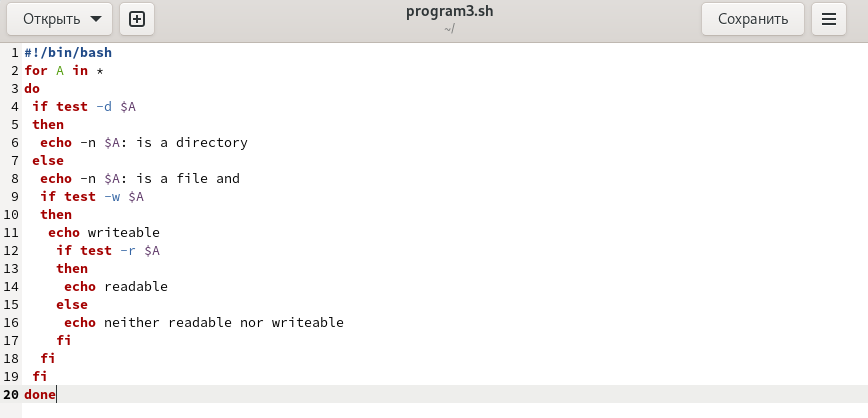 Открыть
program3.sh
~/
Сохранить
1 #!/bin/bash
2 for A in *
3 do
4  if test -d $A
5  then
6   echo -n $A: is a directory
7  else
8   echo -n $A: is a file and
9   if test -w $A
10   then
11    echo writeable
12     if test -r $A
13     then
14      echo readable
15     else
16      echo neither readable nor writeable
17     fi
18   fi
19  fi
20 done